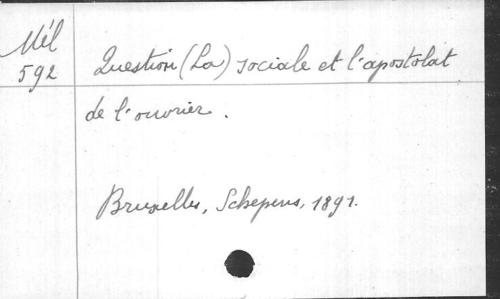 Mél
592
Question (La) sociale et l'apostolat
de l'ouvrier.
Bruxelles, Schepens, 1891.